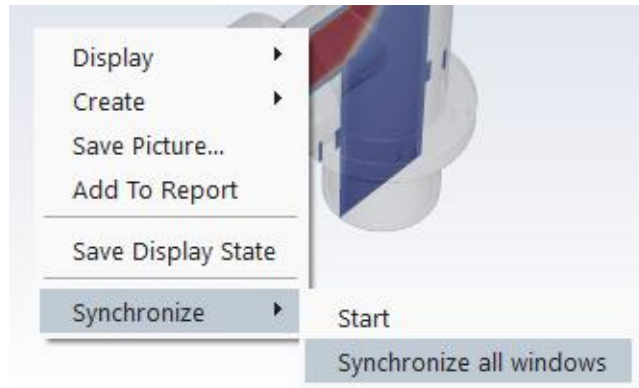 Display
Create
Save Picture...
Add To Report
Save Display State
Synchronize
Start
Synchronize all windows